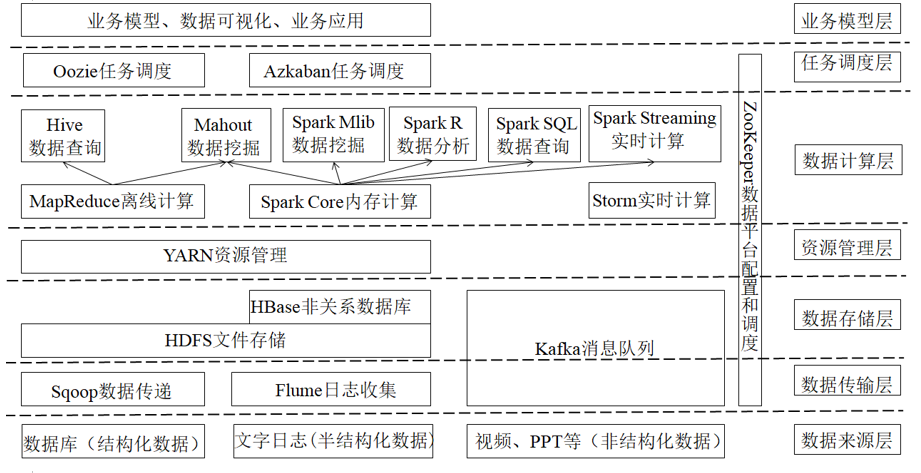 业务模型、数据可视化、业务应用
业务模型层
Oozie任务调度
Azkaban任务调度
任务调度层
Hive
数据查询
Mahout
数据挖掘
Spark Mlib
数据挖掘
Spark R
数据分析
Spark SQL
数据查询
Spark Streaming
实时计算
MapReduce离线计算
Spark Core内存计算
Storm实时计算
数据计算层
ZooKeeper数据平台配置和调度
YARN资源管理
资源管理层
HBase非关系数据库
HDFS文件存储
Kafka消息队列
数据存储层
Sqoop数据传递
Flume日志收集
数据传输层
数据库（结构化数据）
文字日志(半结构化数据)
视频、PPT等（非结构化数据）
数据来源层